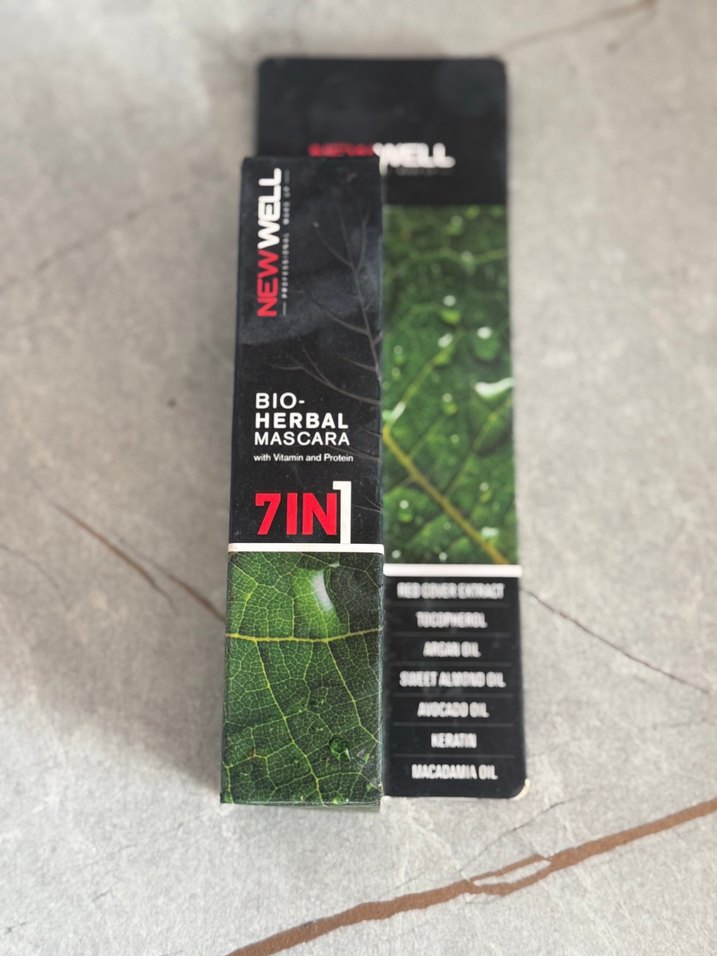 NEWWELL
PROFESSIONAL MAKE UP
BIO-
HERBAL
MASCARA
with Vitamin and Protein
7IN1
NEWWELL
RED COVER EXTRACT
TOCOPHEROL
ARGAN OIL
SWEET ALMOND OIL
AVOCADO OIL
KERATIN
MACADAMIA OIL